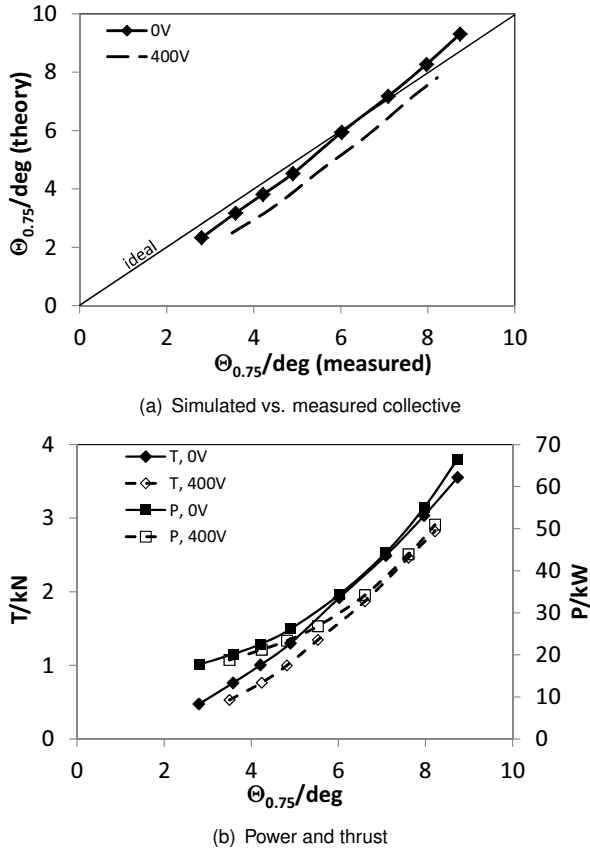 10
8
6
4
2
0
Θ0.75/deg (theory)
0V
400V
ideal
0 2 4 6 8 10
Θ0.75/deg (measured)
(a) Simulated vs. measured collective
4
3
2
1
0
T/kN
T, 0V
T, 400V
P, 0V
P, 400V
70
60
50
40
30
20
10
0
P/kW
0 2 4 6 8 10
Θ0.75/deg
(b) Power and thrust